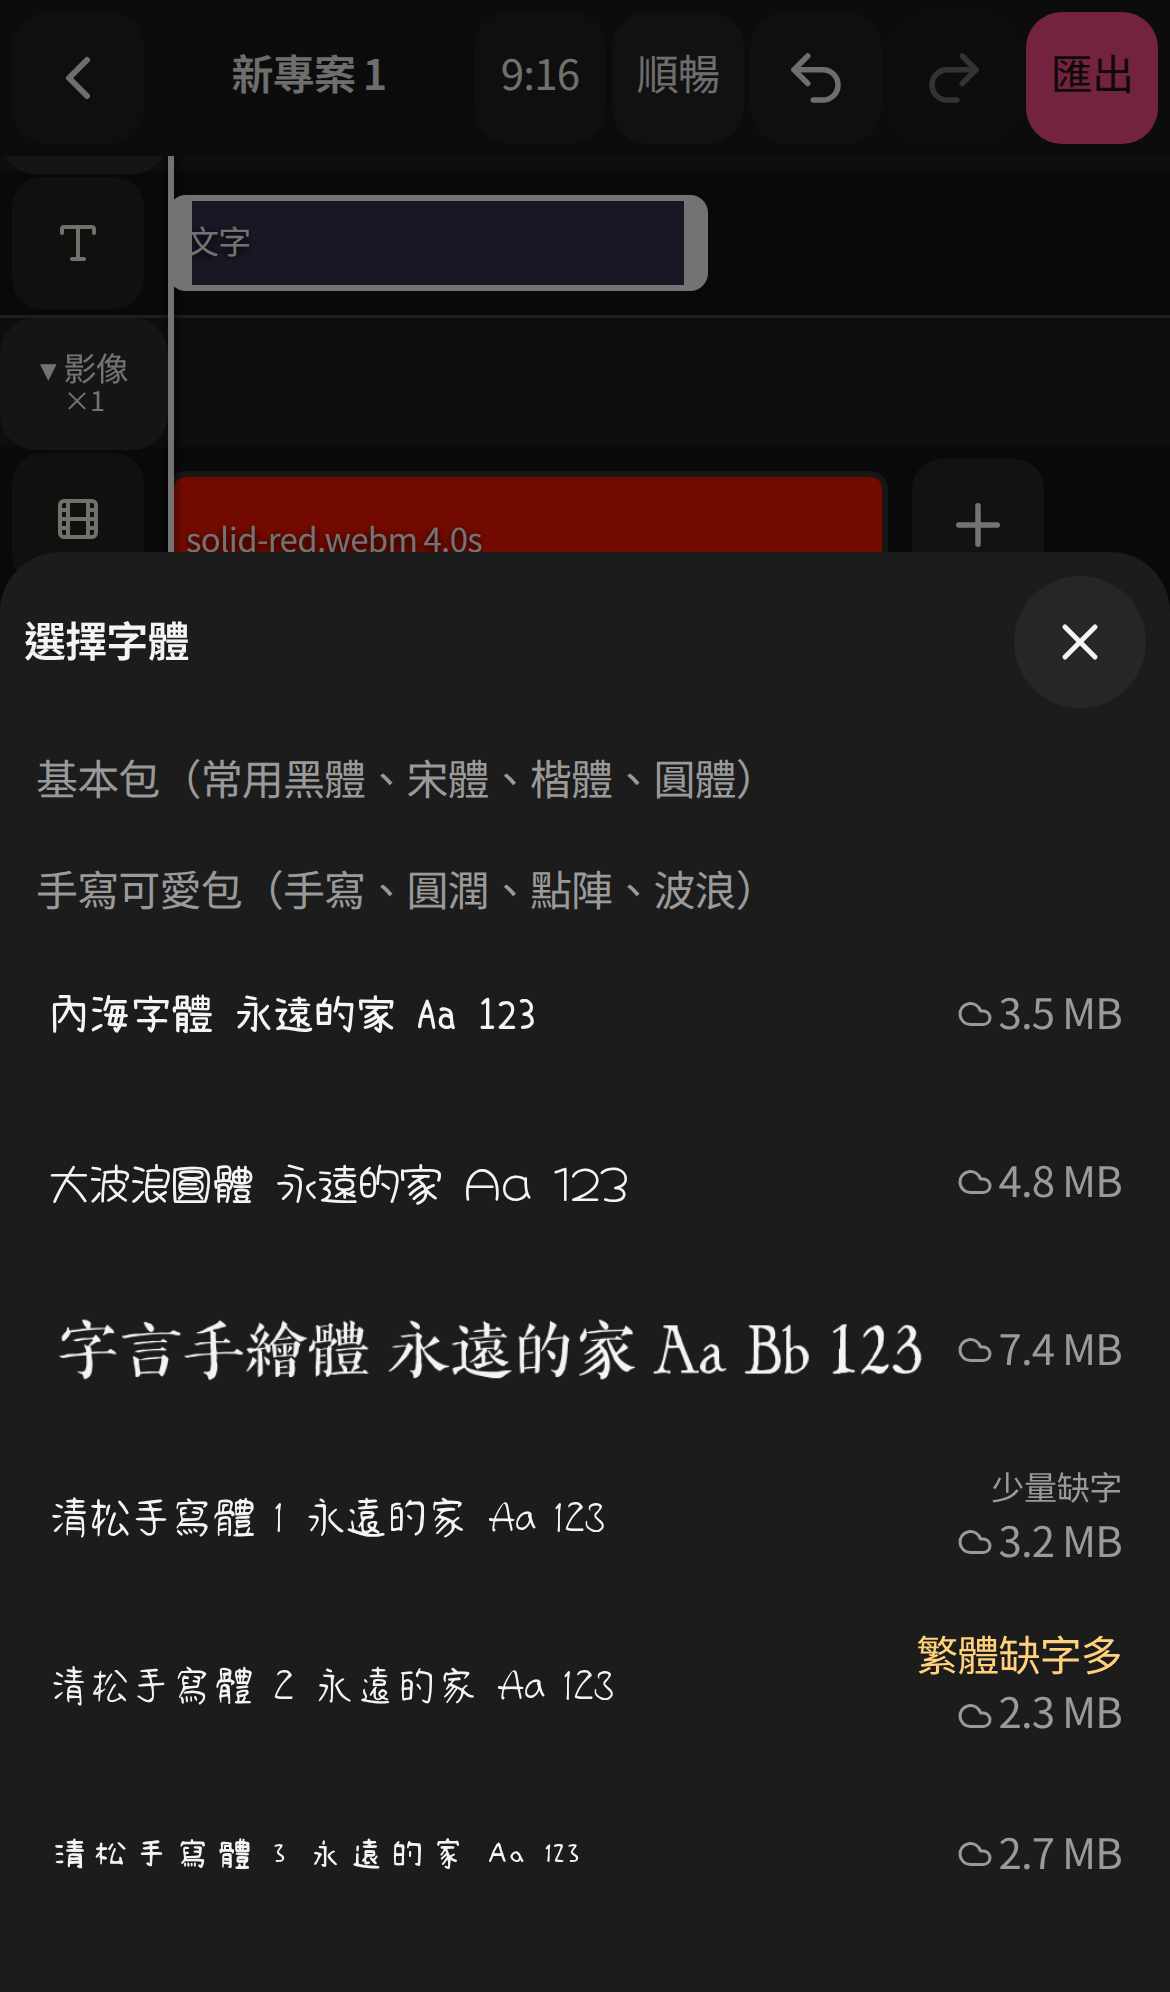 新專案 1
9:16
順暢
匯出
文字
▼影像
×1
solid-red.webm 4.0s
選擇字體
基本包（常用黑體、宋體、楷體、圓體）
手寫可愛包（手寫、圓潤、點陣、波浪）
內海字體 永遠的家 Aa 123
3.5 MB
大波浪圓體 永遠的家 Aa 123
4.8 MB
字言手繪體 永遠的家 Aa Bb 123
7.4 MB
清松手寫體 1 永遠的家 Aa 123
少量缺字
3.2 MB
清松手寫體 2 永遠的家 Aa 123
繁體缺字多
2.3 MB
清松手寫體 3 永遠的家 Aa 123
2.7 MB